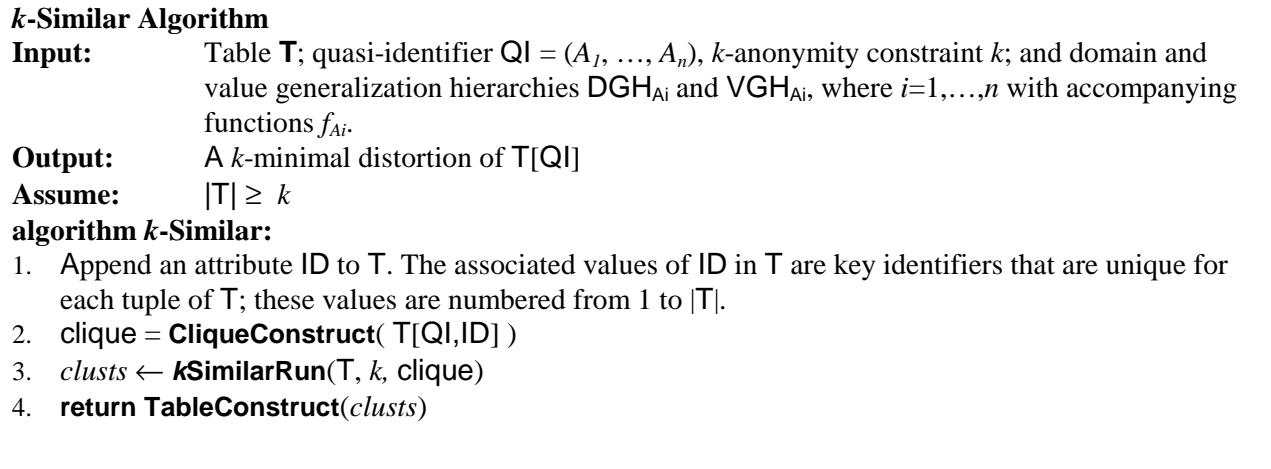 k-Similar Algorithm
Input: Table T; quasi-identifier QI = (A1, …, An), k-anonymity constraint k; and domain and
value generalization hierarchies DGHAi and VGHAi, where i=1,…,n with accompanying
functions fAi.
Output: A k-minimal distortion of T[QI]
Assume: |T| ≥ k
algorithm k-Similar:
1. Append an attribute ID to T. The associated values of ID in T are key identifiers that are unique for
each tuple of T; these values are numbered from 1 to |T|.
2. clique = CliqueConstruct( T[QI,ID] )
3. clusts ← kSimilarRun(T, k, clique)
4. return TableConstruct(clusts)